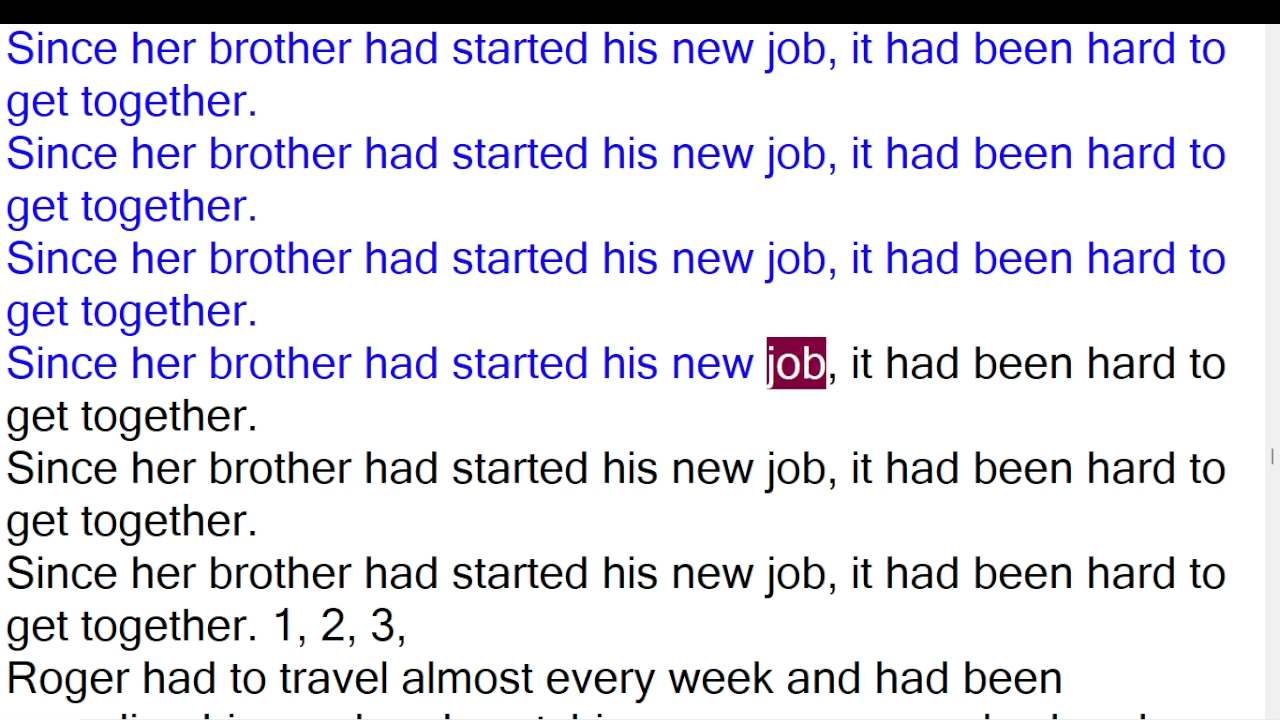 Since her brother had started his new job, it had been hard to
get together.
Since her brother had started his new job, it had been hard to
get together.
Since her brother had started his new job, it had been hard to
get together.
Since her brother had started his new job, it had been hard to
get together.
Since her brother had started his new job, it had been hard to
get together.
Since her brother had started his new job, it had been hard to
get together. 1, 2, 3,
Roger had to travel almost every week and had been